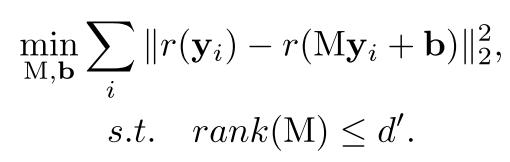 min_{M,b} ∑_i ‖r(y_i) − r(My_i + b)‖_2^2,
s.t. rank(M) ≤ d′.